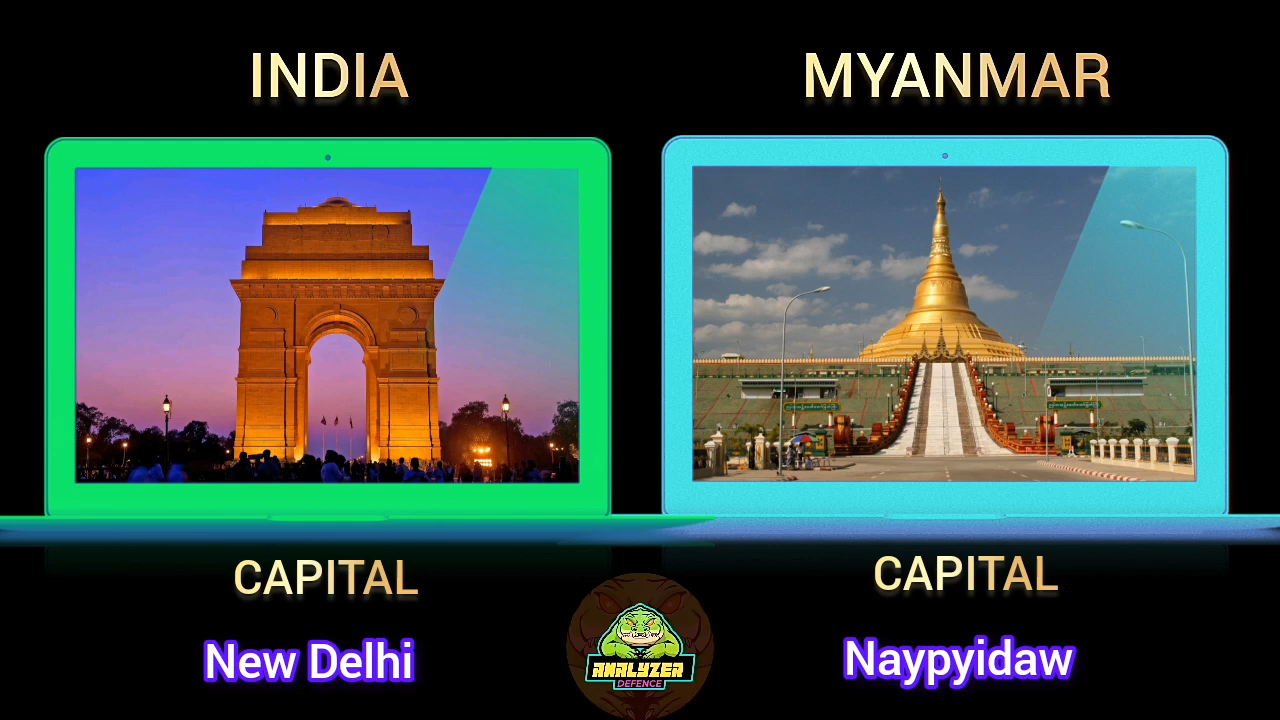 INDIA
MYANMAR
CAPITAL
CAPITAL
New Delhi
Naypyidaw
ANALYZER
DEFENCE